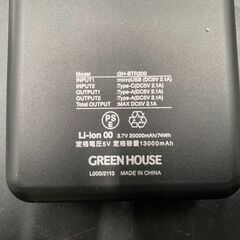 Model: :GH-BTR200
INPUT1 :microUSB (DC5V 2.1A)
INPUT2 :Type-C(DC5V 2.1A)
OUTPUT1 :Type-A(DC5V 2.1A)
OUTPUT2 :Type-A(DC5V 2.1A)
Total OUTPUT :MAX DC5V 2.1A
PSE
Li-ion 00 3.7V 20000mAh/74Wh
定格電圧5V 定格容量13000mAh
GREEN HOUSE
L000/2113 MADE IN CHINA